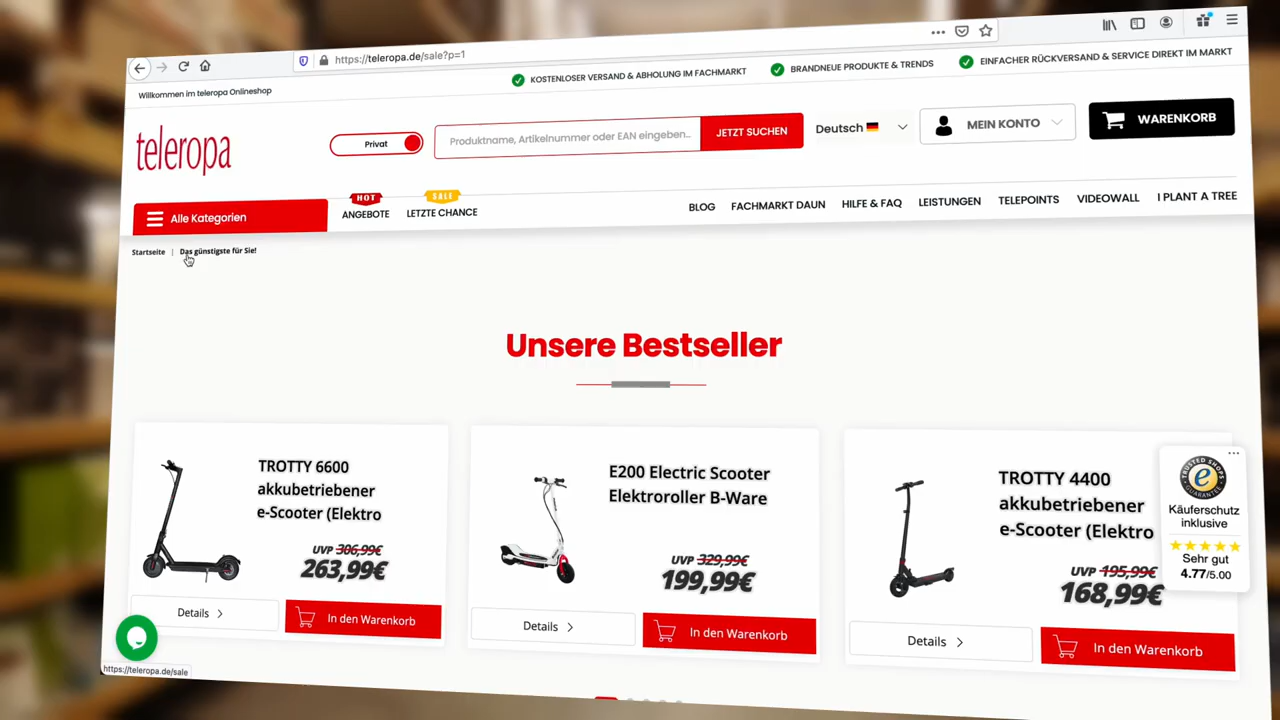 https://teleropa.de/sale?p=1
Willkommen im teleropa Onlineshop
KOSTENLOSER VERSAND & ABHOLUNG IM FACHMARKT
BRANDNEUE PRODUKTE & TRENDS
EINFACHER RÜCKVERSAND & SERVICE DIREKT IM MARKT
teleropa
Privat
Produktname, Artikelnummer oder EAN eingeben...
JETZT SUCHEN
Deutsch
MEIN KONTO
WARENKORB
Alle Kategorien
HOT
ANGEBOTE
SALE
LETZTE CHANCE
BLOG
FACHMARKT DAUN
HILFE & FAQ
LEISTUNGEN
TELEPOINTS
VIDEOWALL
I PLANT A TREE
Startseite | Das günstigste für Sie!
Unsere Bestseller
TROTTY 6600
akkubetriebener
e-Scooter (Elektro
UVP 306,99€
263,99€
Details
In den Warenkorb
E200 Electric Scooter
Elektroroller B-Ware
UVP 329,99€
199,99€
Details
In den Warenkorb
TROTTY 4400
akkubetriebener
e-Scooter (Elektro
UVP 195,99€
168,99€
Details
In den Warenkorb
TRUSTED SHOPS
e
GUARANTEE
Käuferschutz
inklusive
Sehr gut
4.77/5.00
https://teleropa.de/sale